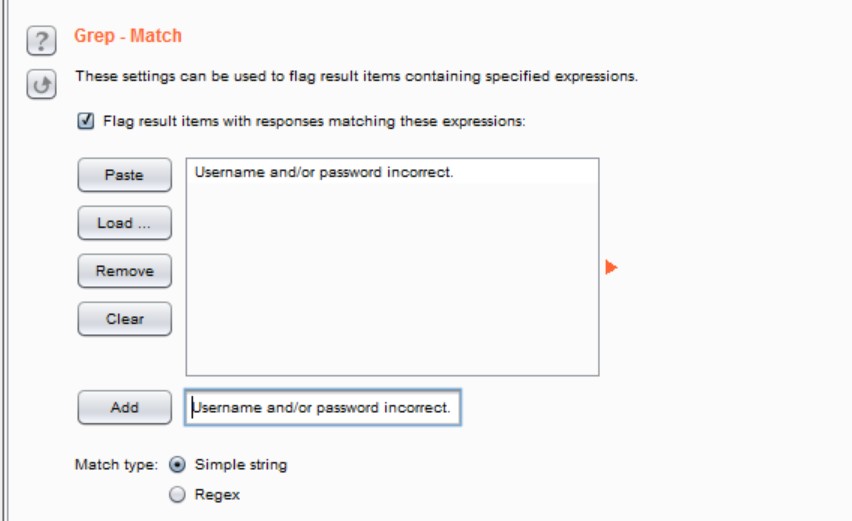 ?
Grep - Match
These settings can be used to flag result items containing specified expressions.
Flag result items with responses matching these expressions:
Paste
Username and/or password incorrect.
Load ...
Remove
Clear
Add
Username and/or password incorrect.
Match type:
Simple string
Regex